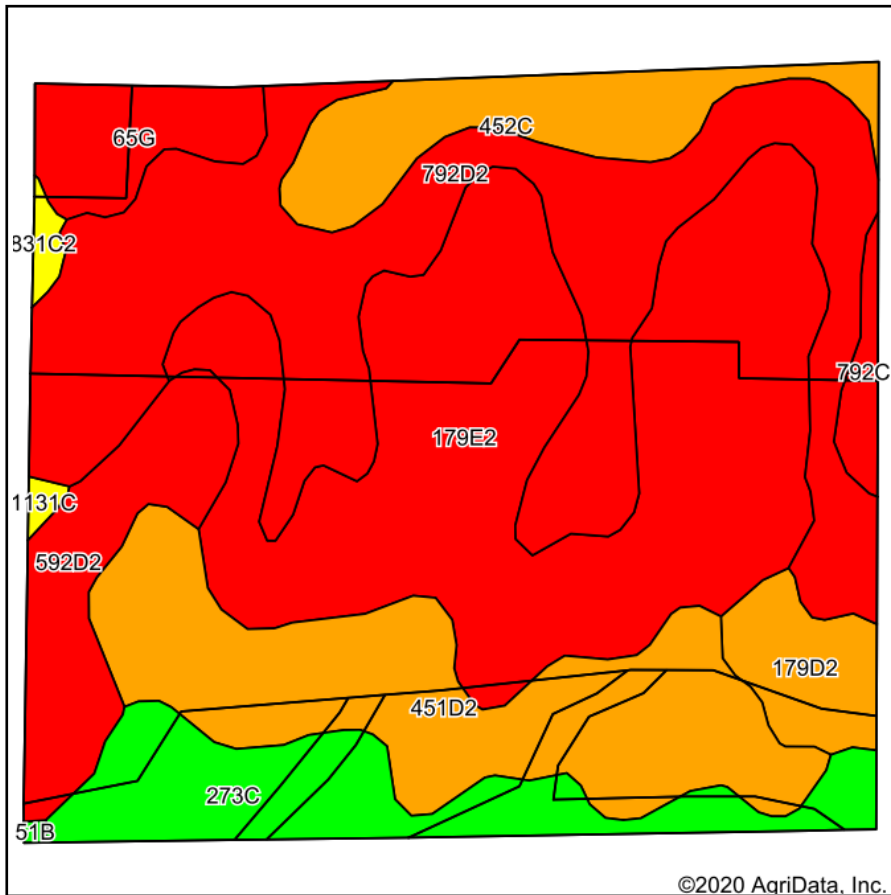 65G
452C
792D2
831C2
792C
179E2
1131C
592D2
179D2
451D2
273C
51B
©2020 AgriData, Inc.